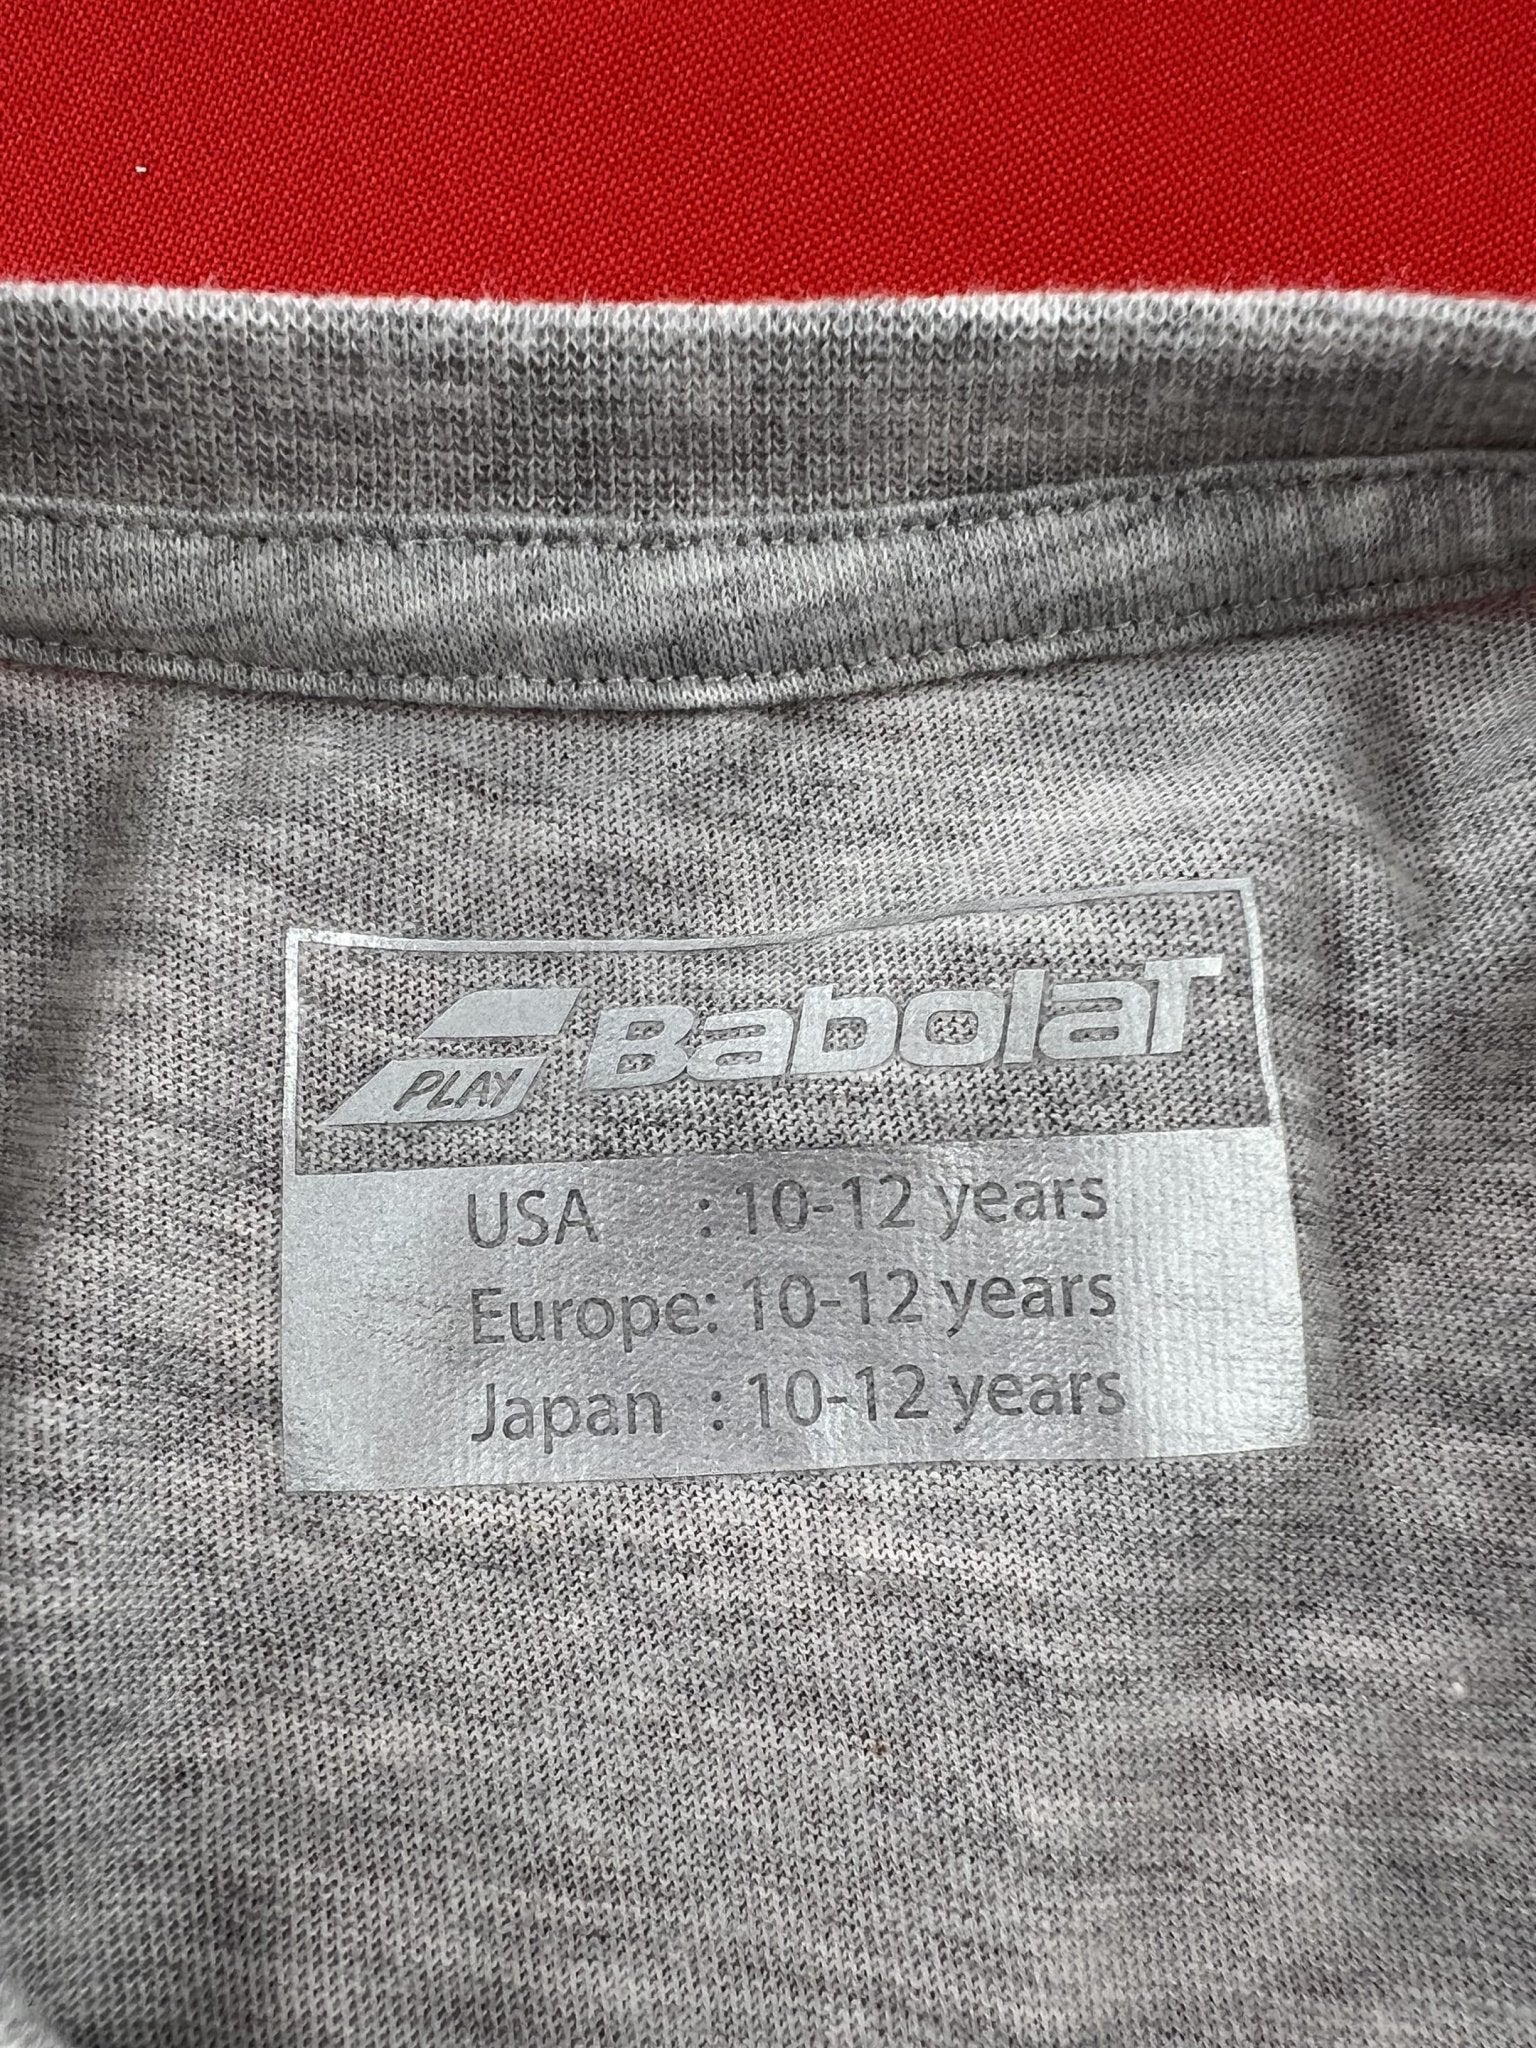 PLAY BabolaT
USA : 10-12 years
Europe: 10-12 years
Japan : 10-12 years